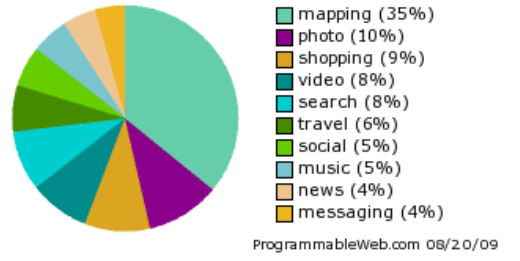 mapping (35%)
photo (10%)
shopping (9%)
video (8%)
search (8%)
travel (6%)
social (5%)
music (5%)
news (4%)
messaging (4%)
ProgrammableWeb.com 08/20/09